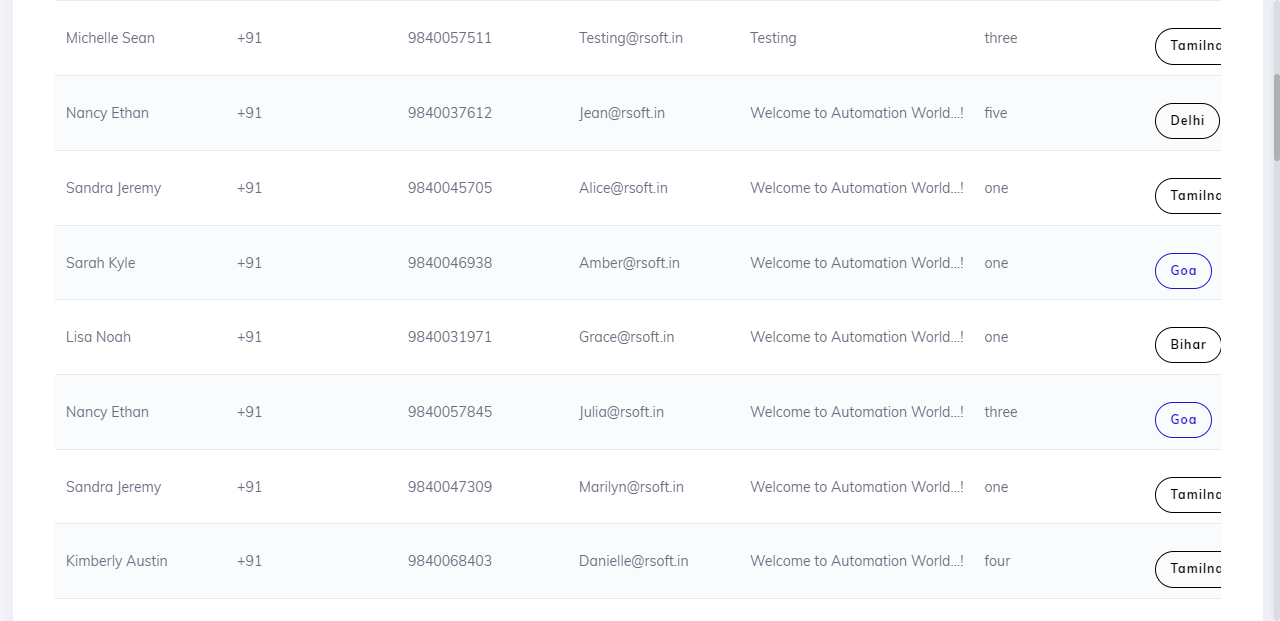 Michelle Sean +91 9840057511 Testing@rsoft.in Testing three
Nancy Ethan +91 9840037612 Jean@rsoft.in Welcome to Automation World...! five Delhi
Sandra Jeremy +91 9840045705 Alice@rsoft.in Welcome to Automation World...! one
Sarah Kyle +91 9840046938 Amber@rsoft.in Welcome to Automation World...! one Goa
Lisa Noah +91 9840031971 Grace@rsoft.in Welcome to Automation World...! one Bihar
Nancy Ethan +91 9840057845 Julia@rsoft.in Welcome to Automation World...! three Goa
Sandra Jeremy +91 9840047309 Marilyn@rsoft.in Welcome to Automation World...! one
Kimberly Austin +91 9840068403 Danielle@rsoft.in Welcome to Automation World...! four